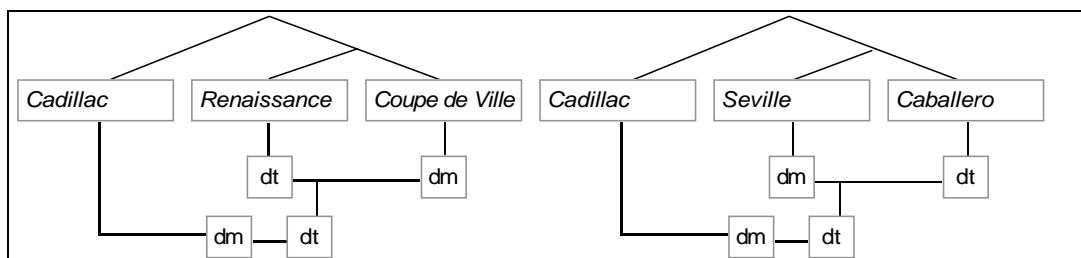 Cadillac Renaissance Coupe de Ville Cadillac Seville Caballero
dt dm dm dt
dm dt dm dt